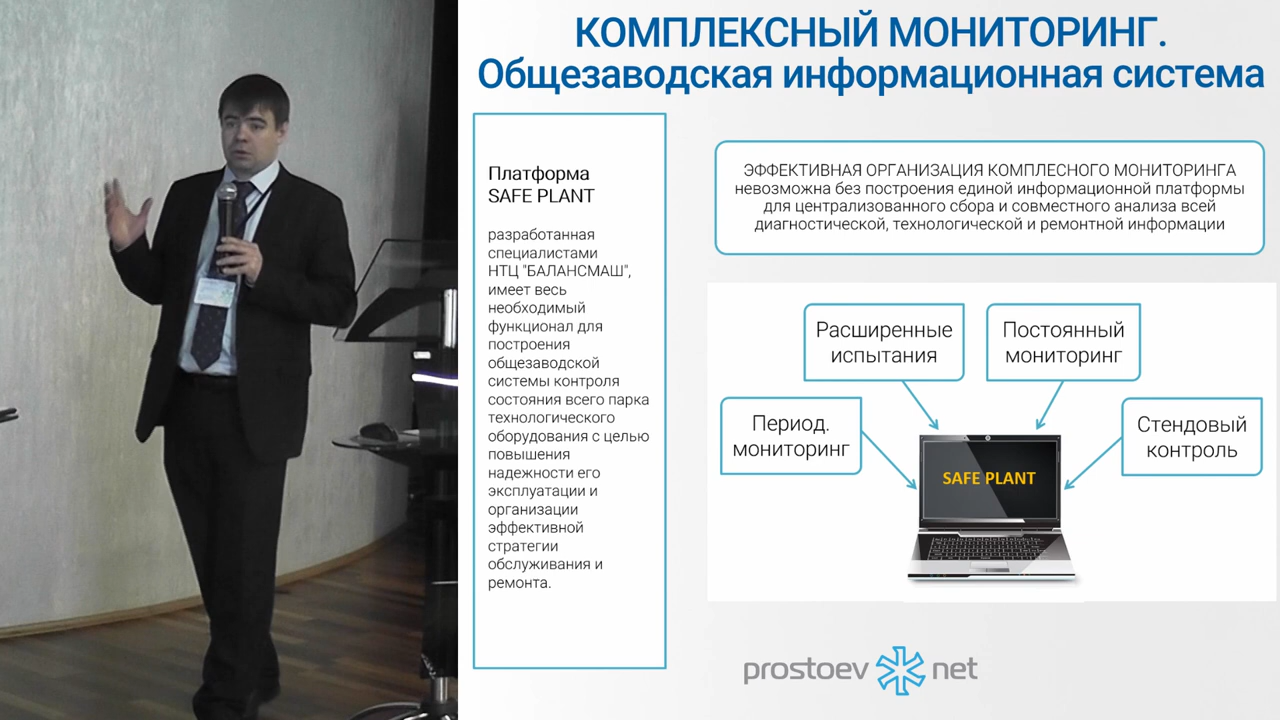 КОМПЛЕКСНЫЙ МОНИТОРИНГ.
Общезаводская информационная система
Платформа
SAFE PLANT
разработанная
специалистами
НТЦ "БАЛАНСМАШ",
имеет весь
необходимый
функционал для
построения
общезаводской
системы контроля
состояния всего парка
технологического
оборудования с целью
повышения
надежности его
эксплуатации и
организации
эффективной
стратегии
обслуживания и
ремонта.
ЭФФЕКТИВНАЯ ОРГАНИЗАЦИЯ КОМПЛЕСНОГО МОНИТОРИНГА
невозможна без построения единой информационной платформы
для централизованного сбора и совместного анализа всей
диагностической, технологической и ремонтной информации
Расширенные
испытания
Постоянный
мониторинг
Период.
мониторинг
Стендовый
контроль
SAFE PLANT
prostoev net